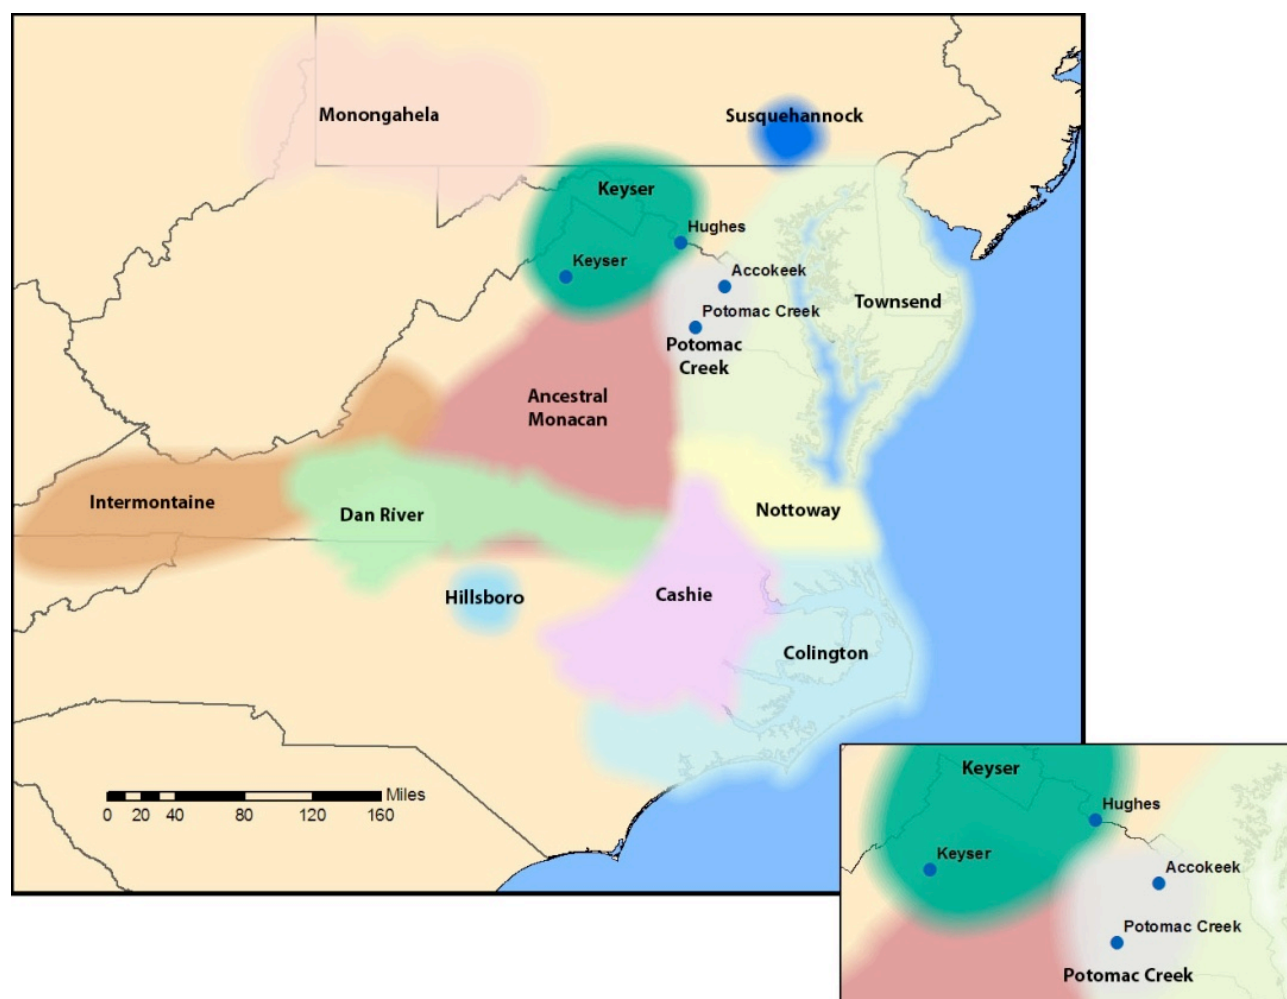 Monongahela
Susquehannock
Keyser
Hughes
Keyser
Accokeek
Potomac Creek
Townsend
Potomac
Creek
Ancestral
Monacan
Intermontaine
Dan River
Nottoway
Hillsboro
Cashie
Colington
Miles
0 20 40 80 120 160
Keyser
Hughes
Keyser
Accokeek
Potomac Creek
Potomac Creek